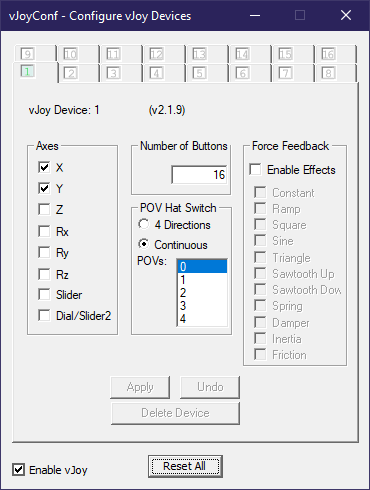 vJoyConf - Configure vJoy Devices
9 10 11 12 13 14 15 16
1 2 3 4 5 6 7 8
vJoy Device: 1 (v2.1.9)
Axes
X
Y
Z
Rx
Ry
Rz
Slider
Dial/Slider2
Number of Buttons
16
POV Hat Switch
4 Directions
Continuous
POVs:
0
1
2
3
4
Force Feedback
Enable Effects
Constant
Ramp
Square
Sine
Triangle
Sawtooth Up
Sawtooth Dow
Spring
Damper
Inertia
Friction
Apply
Undo
Delete Device
Enable vJoy
Reset All